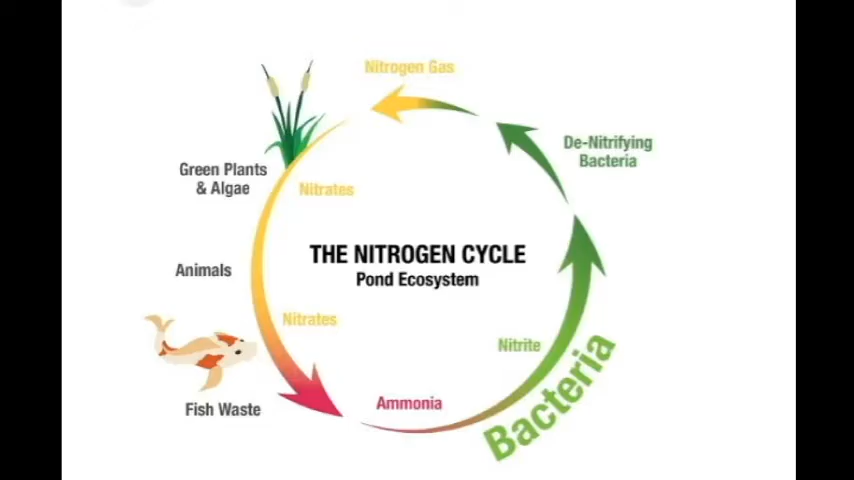 Nitrogen Gas
De-Nitrifying
Bacteria
Green Plants
& Algae
Nitrates
THE NITROGEN CYCLE
Pond Ecosystem
Animals
Nitrates
Nitrite
Bacteria
Ammonia
Fish Waste